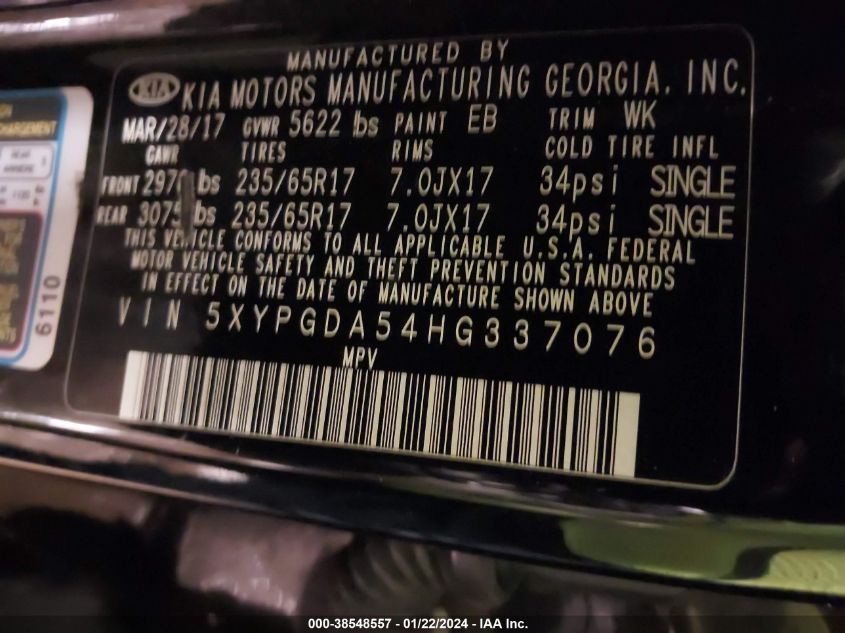 MANUFACTURED BY
KIA KIA MOTORS MANUFACTURING GEORGIA, INC.
MAR/28/17 GVWR 5622 lbs PAINT EB TRIM WK
GAWR TIRES RIMS COLD TIRE INFL
FRONT lbs 235/65R17 7.0JX17 34psi SINGLE
REAR 3075 lbs 235/65R17 7.0JX17 34psi SINGLE
THIS VEHICLE CONFORMS TO ALL APPLICABLE U.S.A. FEDERAL
MOTOR VEHICLE SAFETY AND THEFT PREVENTION STANDARDS
IN EFFECT ON THE DATE OF MANUFACTURE SHOWN ABOVE
VIN 5XYPGDA54HG337076
MPV
6110
000-38548557 - 01/22/2024 - IAA Inc.